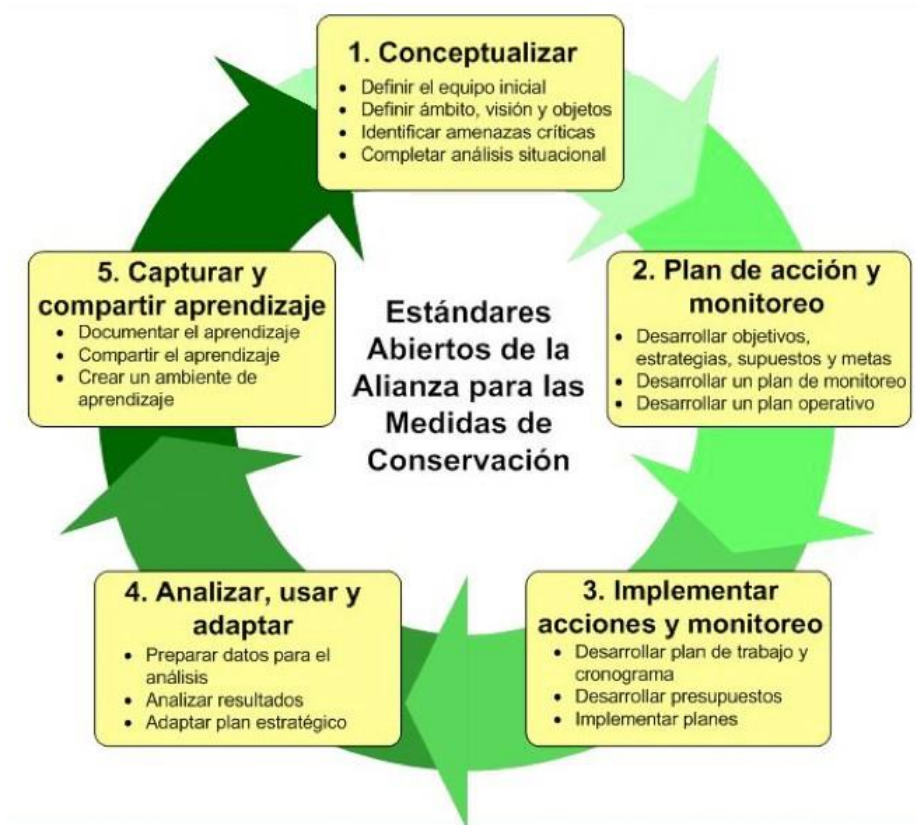 1. Conceptualizar
• Definir el equipo inicial
• Definir ámbito, visión y objetos
• Identificar amenazas críticas
• Completar análisis situacional
2. Plan de acción y
monitoreo
• Desarrollar objetivos,
estrategias, supuestos y metas
• Desarrollar un plan de monitoreo
• Desarrollar un plan operativo
3. Implementar
acciones y monitoreo
• Desarrollar plan de trabajo y
cronograma
• Desarrollar presupuestos
• Implementar planes
4. Analizar, usar y
adaptar
• Preparar datos para el
análisis
• Analizar resultados
• Adaptar plan estratégico
5. Capturar y
compartir aprendizaje
• Documentar el aprendizaje
• Compartir el aprendizaje
• Crear un ambiente de
aprendizaje
Estándares
Abiertos de la
Alianza para las
Medidas de
Conservación